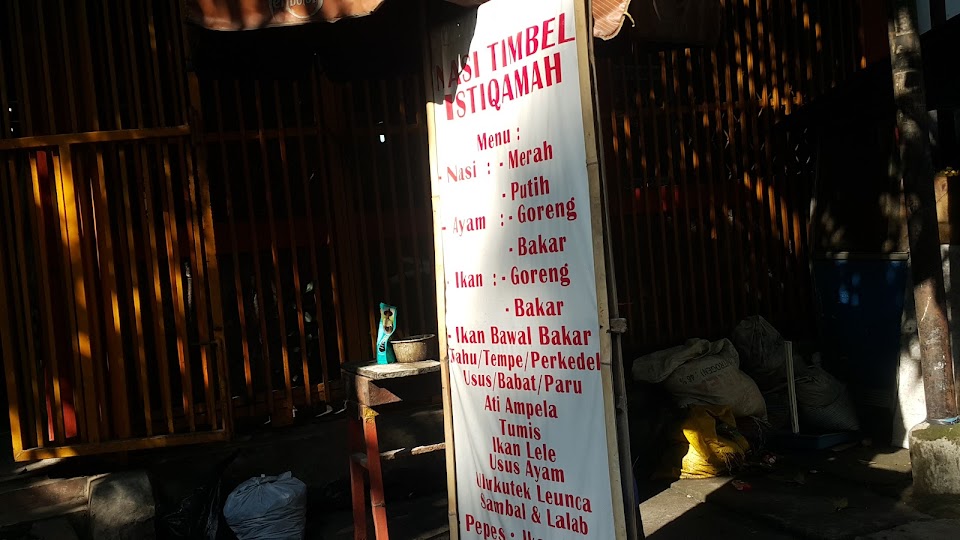 NASI TIMBEL
ISTIQAMAH
Menu :
- Nasi : - Merah
- Putih
- Ayam : - Goreng
- Bakar
- Ikan : - Goreng
- Bakar
- Ikan Bawal Bakar
Tahu/Tempe/Perkedel
Usus/Babat/Paru
Ati Ampela
Tumis
Ikan Lele
Usus Ayam
Ulukutek Leunca
Sambal & Lalab
Pepes :